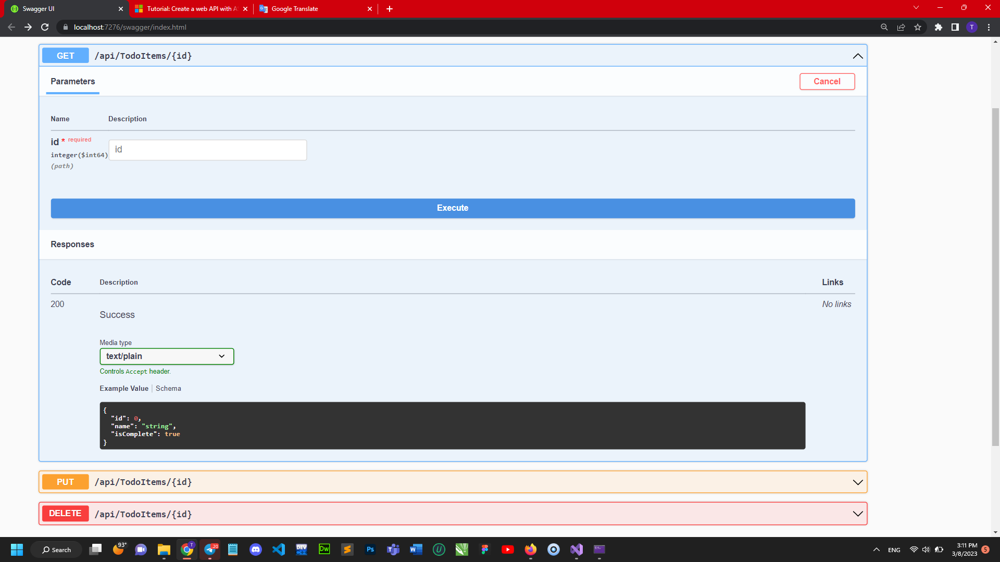 Swagger UI
Tutorial: Create a web API with A
Google Translate
localhost:7276/swagger/index.html
T
GET /api/TodoItems/{id}
Parameters
Cancel
Name Description
id * required
integer($int64)
(path)
id
Execute
Responses
Code Description Links
200
Success
No links
Media type
text/plain
Controls Accept header.
Example Value Schema
{
"id": 0,
"name": "string",
"isComplete": true
}
PUT /api/TodoItems/{id}
DELETE /api/TodoItems/{id}
Search
93°
T
20
DEV
Dw
Ps
W
ENG
3:11 PM
3/8/2023
5